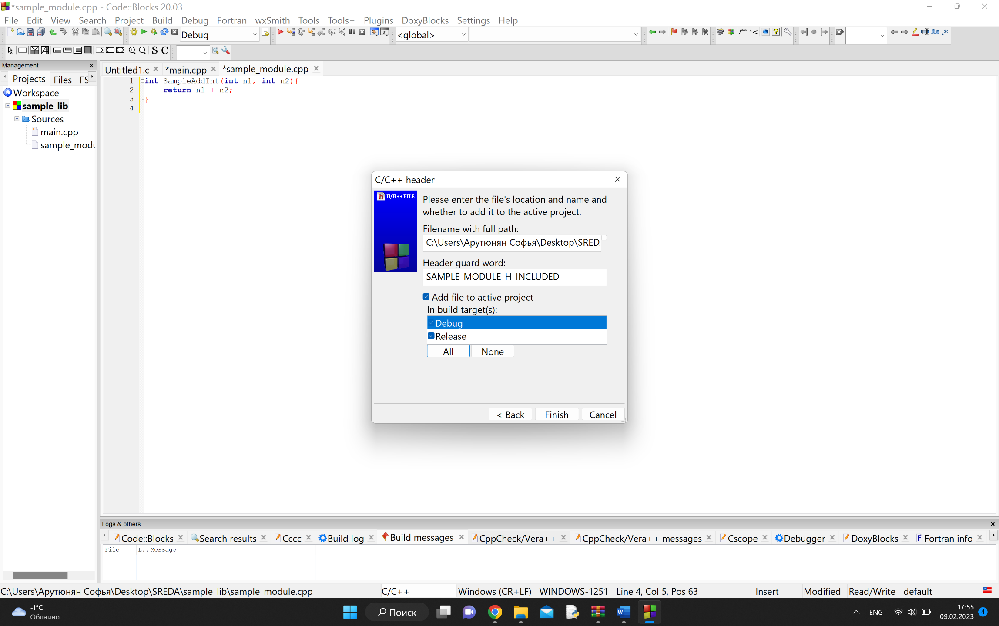 *sample_module.cpp - Code::Blocks 20.03
File Edit View Search Project Build Debug Fortran wxSmith Tools Tools+ Plugins DoxyBlocks Settings Help
Debug <global> /** *< Aa .*
S C
Management
Projects Files FS
Workspace
sample_lib
Sources
main.cpp
sample_modu
Untitled1.c *main.cpp *sample_module.cpp
1 int SampleAddInt(int n1, int n2){
2 return n1 + n2;
3 }
4
C/C++ header
h H/H++ FILE
Please enter the file's location and name and
whether to add it to the active project.
Filename with full path:
C:\Users\Арутюнян Софья\Desktop\SREDA
Header guard word:
SAMPLE_MODULE_H_INCLUDED
Add file to active project
In build target(s):
Debug
Release
All None
< Back Finish Cancel
Logs & others
Code::Blocks Search results Cccc Build log Build messages CppCheck/Vera++ CppCheck/Vera++ messages Cscope Debugger DoxyBlocks Fortran info
File L.. Message
C:\Users\Арутюнян Софья\Desktop\SREDA\sample_lib\sample_module.cpp C/C++ Windows (CR+LF) WINDOWS-1251 Line 4, Col 5, Pos 63 Insert Modified Read/Write default
-1°C
Облачно
Поиск
W
ENG
17:55
09.02.2023
4